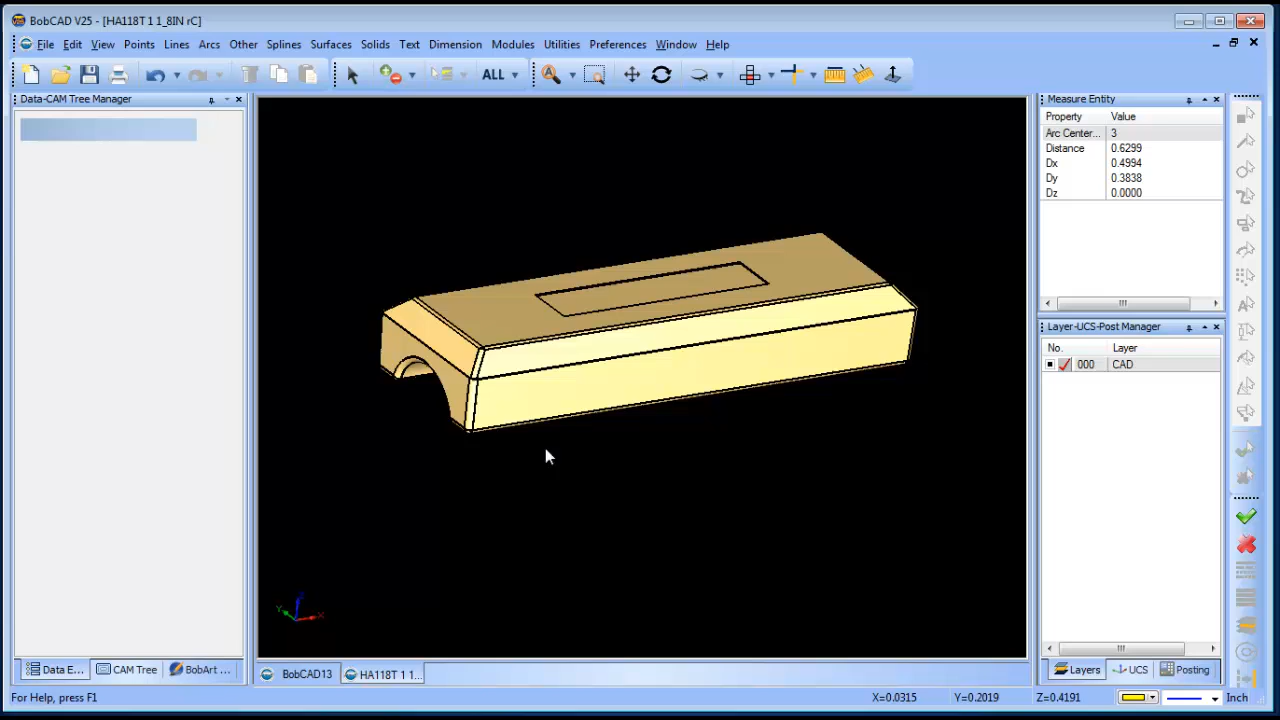 BobCAD V25 - [HA118T 1 1_8IN rC]
File Edit View Points Lines Arcs Other Splines Surfaces Solids Text Dimension Modules Utilities Preferences Window Help
ALL
Data-CAM Tree Manager
Measure Entity
Property Value
Arc Center... 3
Distance 0.6299
Dx 0.4994
Dy 0.3838
Dz 0.0000
Layer-UCS-Post Manager
No. Layer
000 CAD
Z
Y
X
Data E... CAM Tree BobArt ...
BobCAD13 HA118T 1 1...
Layers UCS Posting
For Help, press F1
X=0.0315 Y=0.2019 Z=0.4191 Inch